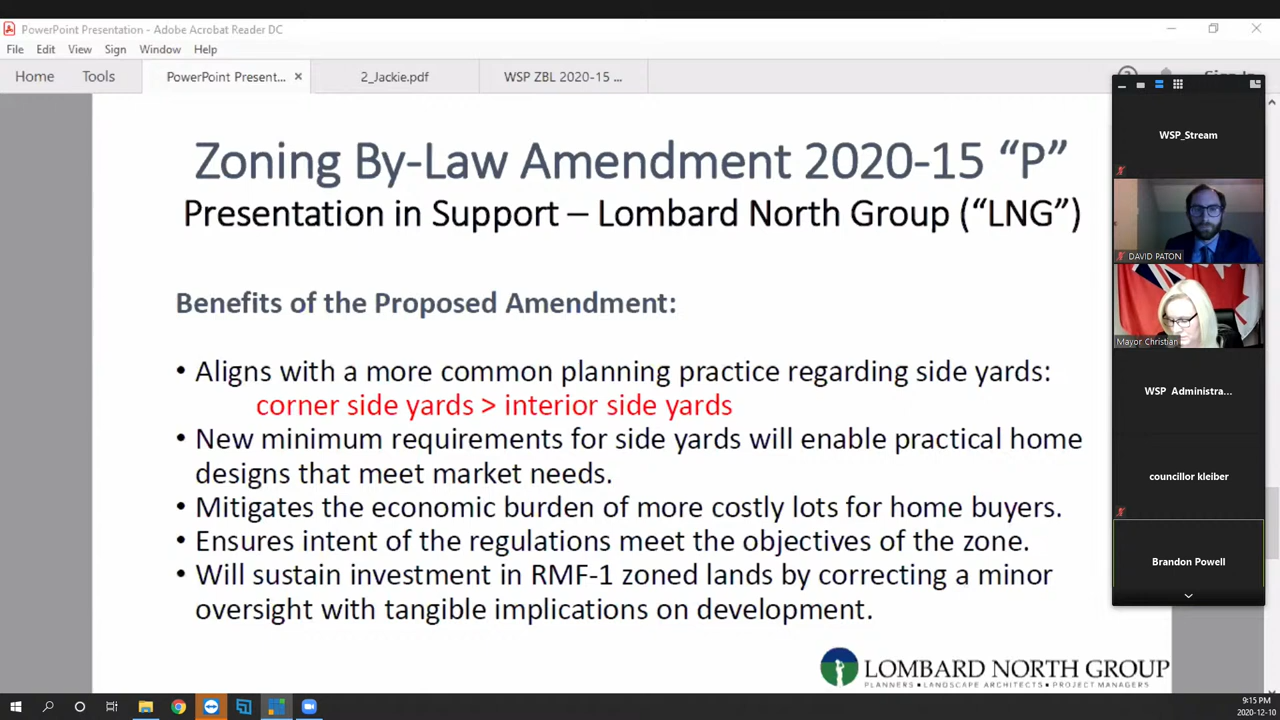 PowerPoint Presentation - Adobe Acrobat Reader DC
File Edit View Sign Window Help
Home Tools PowerPoint Present... × 2_Jackie.pdf WSP ZBL 2020-15 ...
Zoning By-Law Amendment 2020-15 “P”
Presentation in Support – Lombard North Group (“LNG”)
Benefits of the Proposed Amendment:
• Aligns with a more common planning practice regarding side yards:
corner side yards > interior side yards
• New minimum requirements for side yards will enable practical home
designs that meet market needs.
• Mitigates the economic burden of more costly lots for home buyers.
• Ensures intent of the regulations meet the objectives of the zone.
• Will sustain investment in RMF-1 zoned lands by correcting a minor
oversight with tangible implications on development.
LOMBARD NORTH GROUP
PLANNERS • LANDSCAPE ARCHITECTS • PROJECT MANAGERS
WSP_Stream
DAVID PATON
Mayor Christian
WSP Administra...
councillor kleiber
Brandon Powell
9:15 PM
2020-12-10